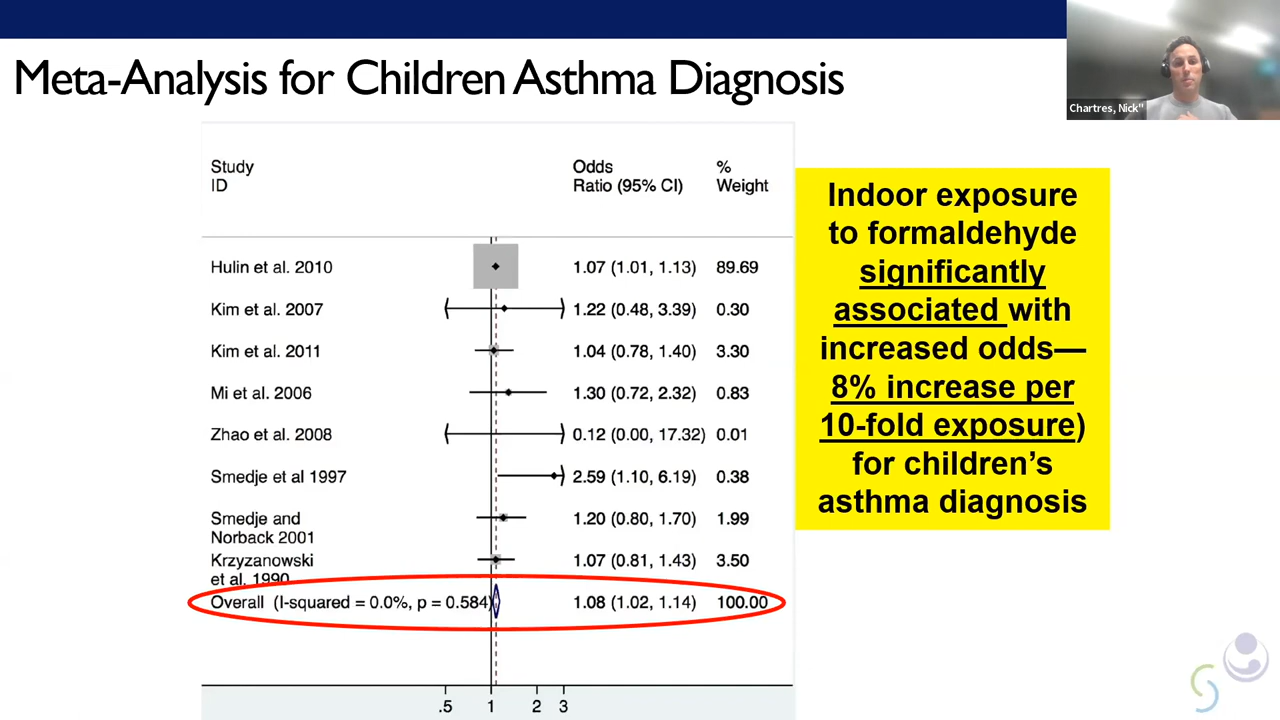 Meta-Analysis for Children Asthma Diagnosis
Chartres, Nick"
Study
ID
Odds
Ratio (95% CI)
%
Weight
Hulin et al. 2010 1.07 (1.01, 1.13) 89.69
Kim et al. 2007 1.22 (0.48, 3.39) 0.30
Kim et al. 2011 1.04 (0.78, 1.40) 3.30
Mi et al. 2006 1.30 (0.72, 2.32) 0.83
Zhao et al. 2008 0.12 (0.00, 17.32) 0.01
Smedje et al 1997 2.59 (1.10, 6.19) 0.38
Smedje and
Norback 2001 1.20 (0.80, 1.70) 1.99
Krzyzanowski
et al. 1990 1.07 (0.81, 1.43) 3.50
Overall (I-squared = 0.0%, p = 0.584) 1.08 (1.02, 1.14) 100.00
.5 1 2 3
Indoor exposure
to formaldehyde
significantly
associated with
increased odds—
8% increase per
10-fold exposure)
for children’s
asthma diagnosis